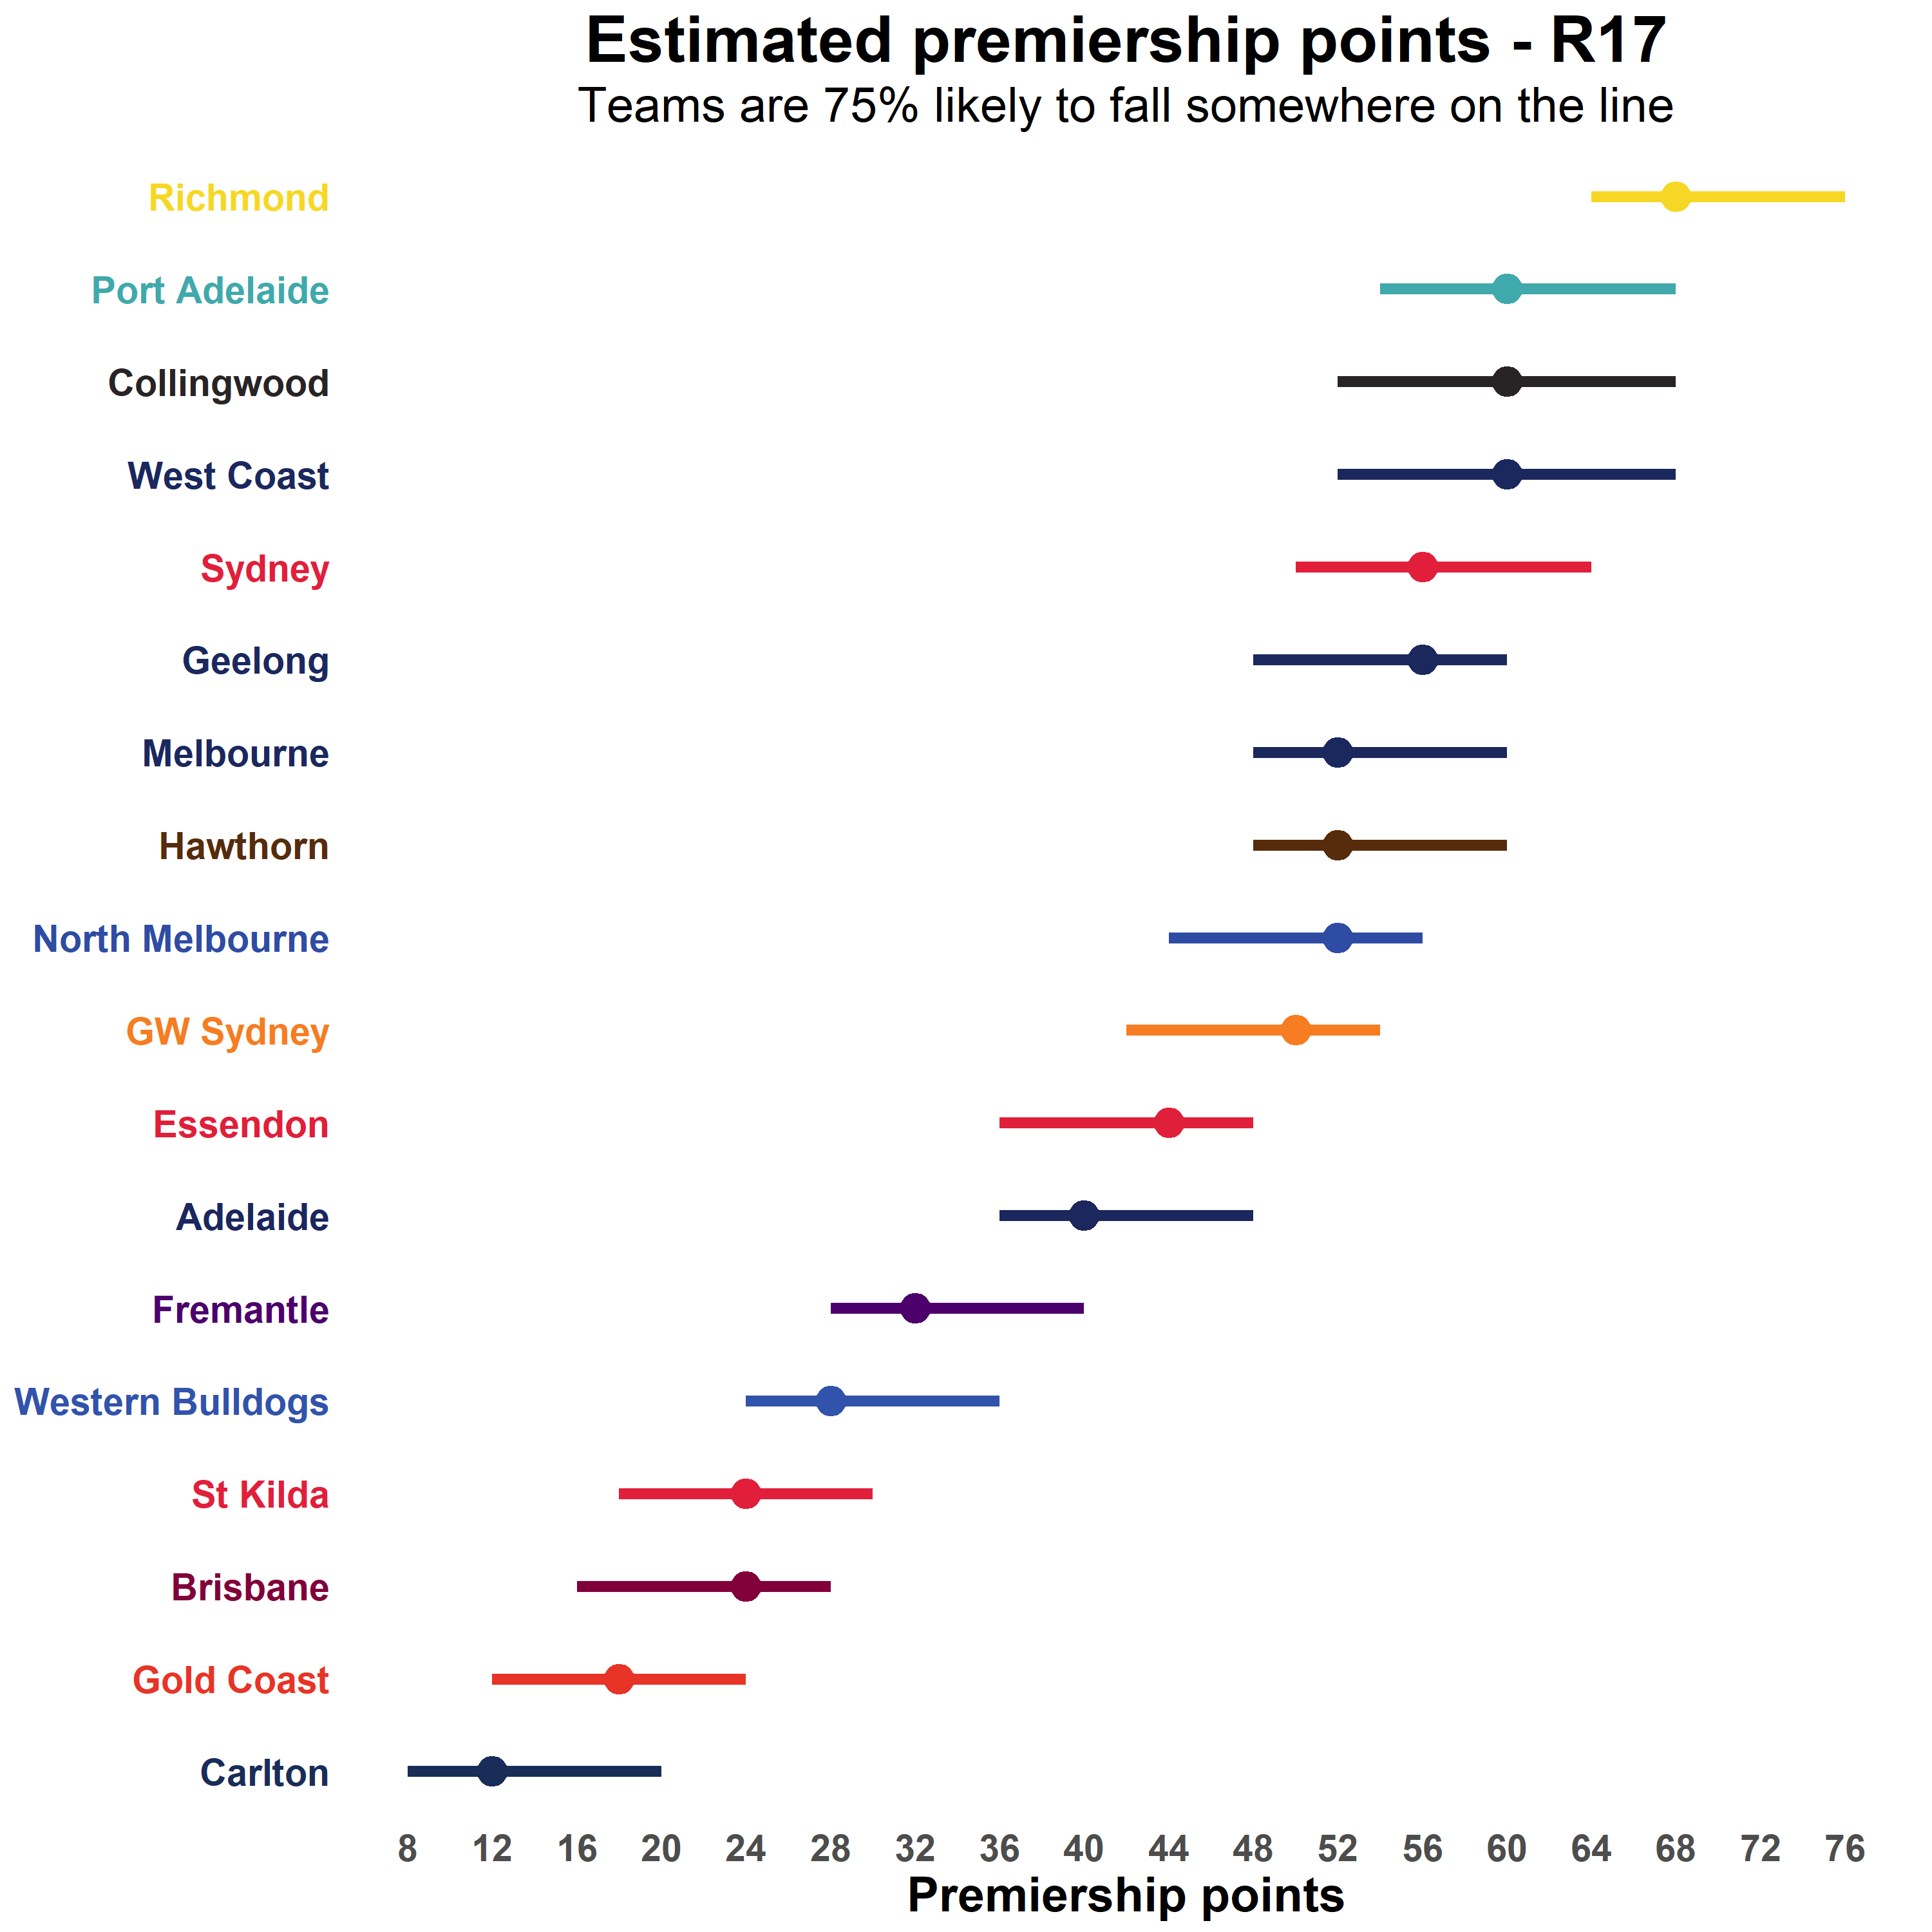 Estimated premiership points - R17
Teams are 75% likely to fall somewhere on the line
Richmond
Port Adelaide
Collingwood
West Coast
Sydney
Geelong
Melbourne
Hawthorn
North Melbourne
GW Sydney
Essendon
Adelaide
Fremantle
Western Bulldogs
St Kilda
Brisbane
Gold Coast
Carlton
8 12 16 20 24 28 32 36 40 44 48 52 56 60 64 68 72 76
Premiership points